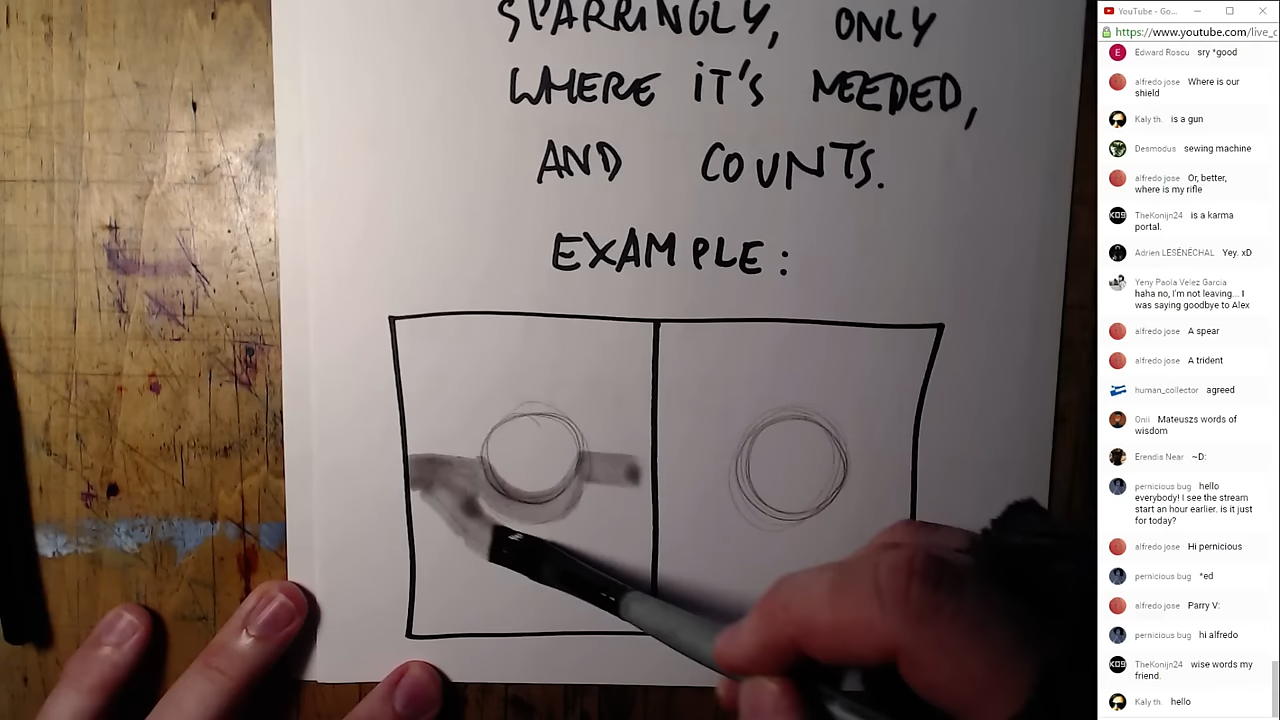 SPARRINGLY, ONLY
WHERE IT'S NEEDED,
AND COUNTS.
EXAMPLE:
YouTube - Go...
https://www.youtube.com/live_c
Edward Roscu sry *good
alfredo jose Where is our
shield
Kaly th. is a gun
Desmodus sewing machine
alfredo jose Or, better,
where is my rifle
TheKonijn24 is a karma
portal.
Adrien LESÉNÉCHAL Yey. xD
Yeny Paola Velez Garcia
haha no, I'm not leaving... I
was saying goodbye to Alex
alfredo jose A spear
alfredo jose A trident
human_collector agreed
Onii Mateuszs words of
wisdom
Erendis Near ~D:
pernicious bug hello
everybody! I see the stream
start an hour earlier. is it just
for today?
alfredo jose Hi pernicious
pernicious bug *ed
alfredo jose Parry V:
pernicious bug hi alfredo
TheKonijn24 wise words my
friend.
Kaly th. hello